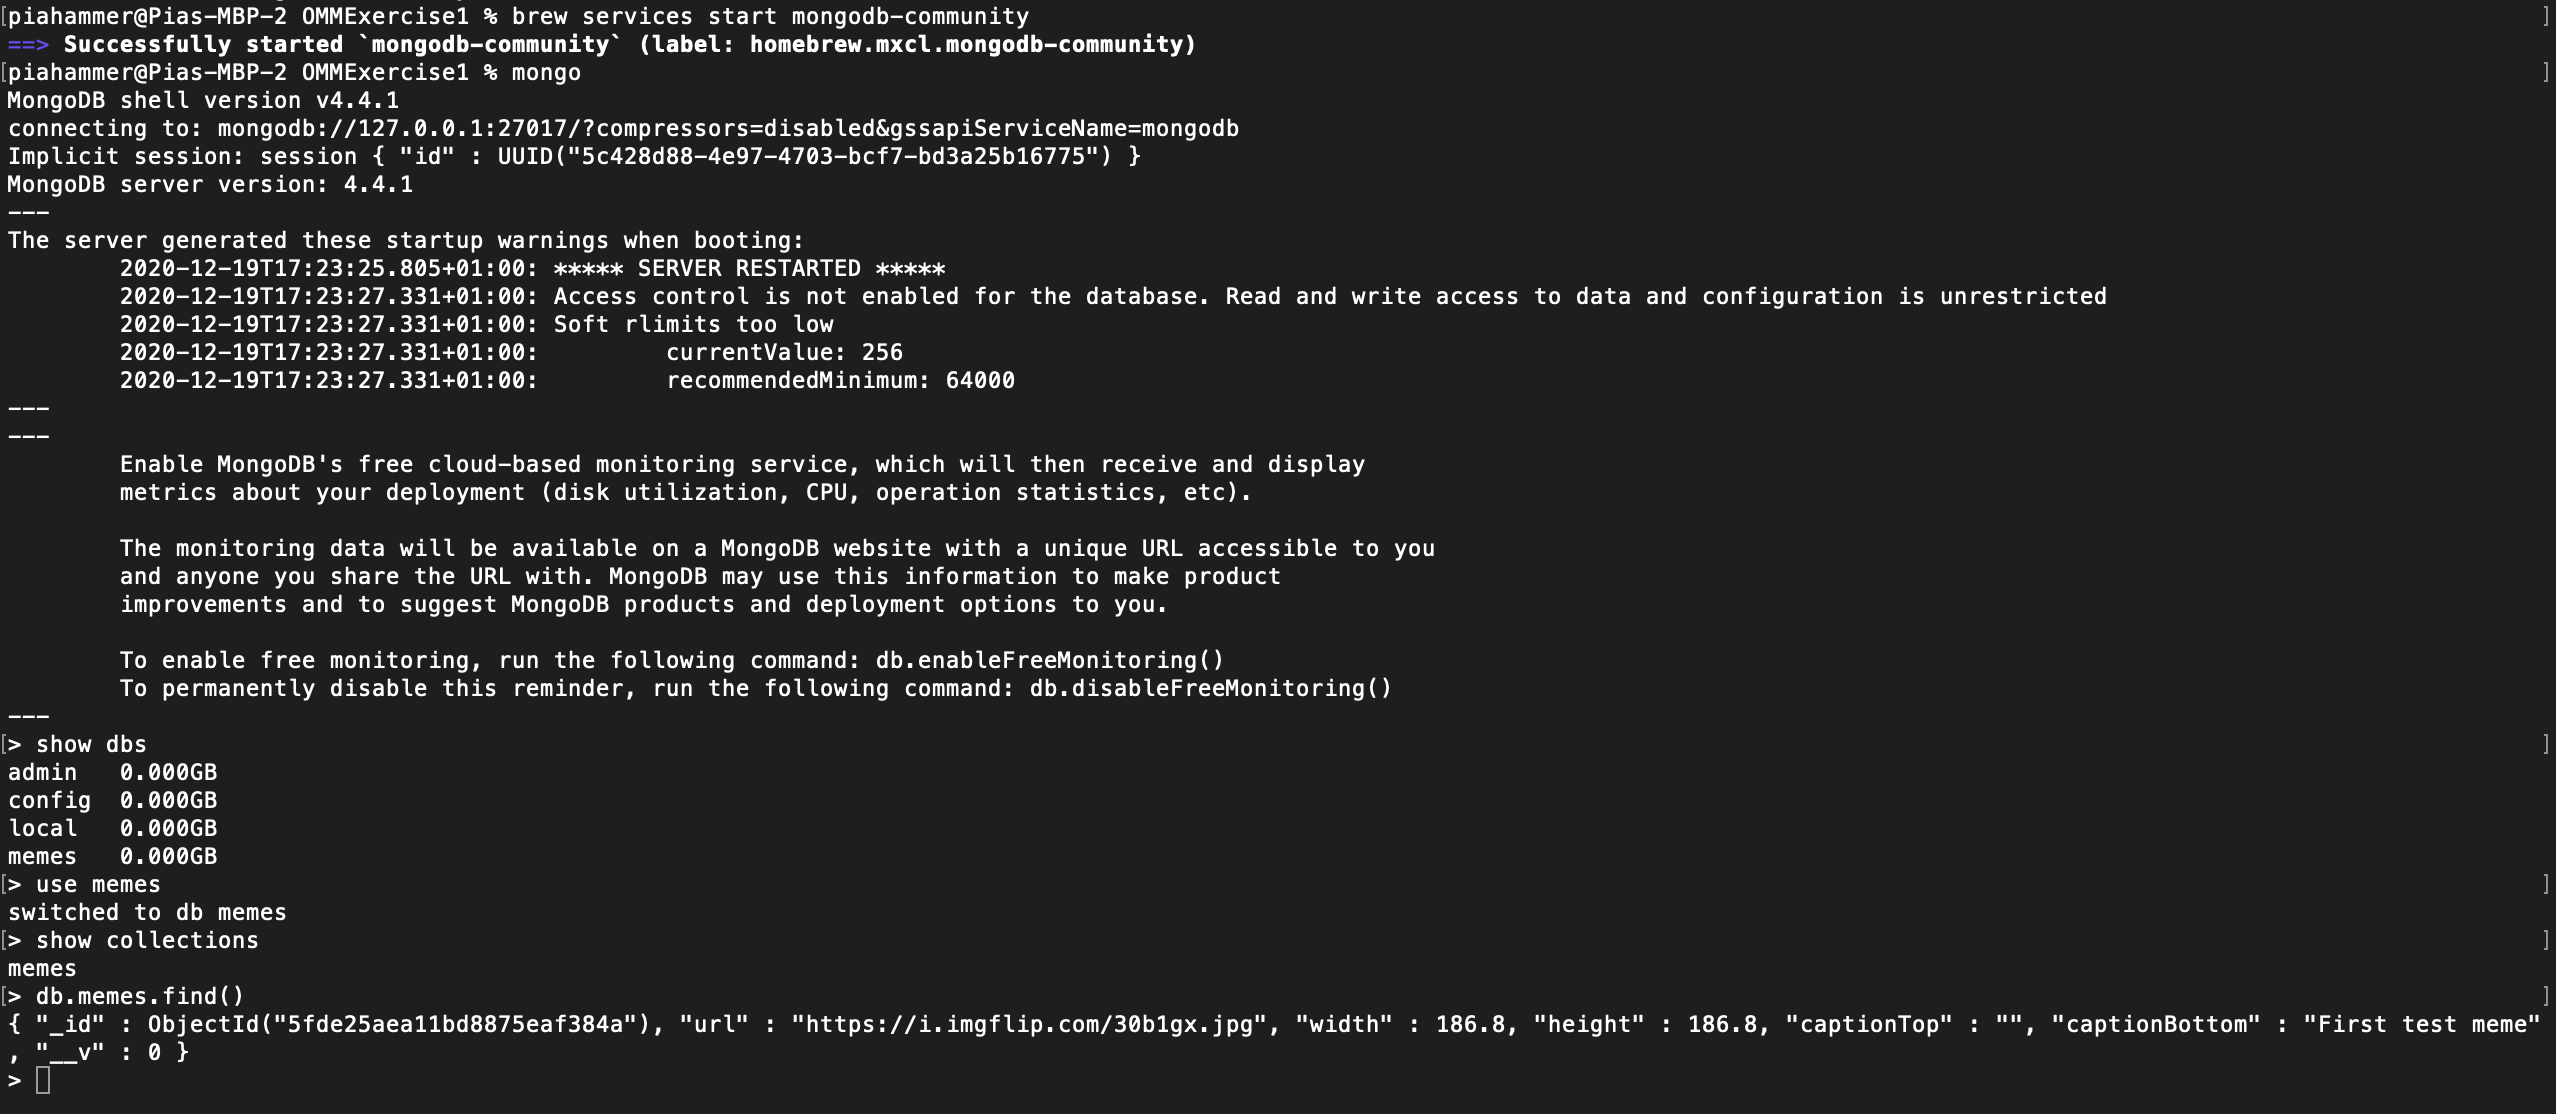 [piahammer@Pias-MBP-2 OMMExercise1 % brew services start mongodb-community ]
==> Successfully started `mongodb-community` (label: homebrew.mxcl.mongodb-community)
[piahammer@Pias-MBP-2 OMMExercise1 % mongo ]
MongoDB shell version v4.4.1
connecting to: mongodb://127.0.0.1:27017/?compressors=disabled&gssapiServiceName=mongodb
Implicit session: session { "id" : UUID("5c428d88-4e97-4703-bcf7-bd3a25b16775") }
MongoDB server version: 4.4.1
---
The server generated these startup warnings when booting:
        2020-12-19T17:23:25.805+01:00: ***** SERVER RESTARTED *****
        2020-12-19T17:23:27.331+01:00: Access control is not enabled for the database. Read and write access to data and configuration is unrestricted
        2020-12-19T17:23:27.331+01:00: Soft rlimits too low
        2020-12-19T17:23:27.331+01:00:         currentValue: 256
        2020-12-19T17:23:27.331+01:00:         recommendedMinimum: 64000
---
---
        Enable MongoDB's free cloud-based monitoring service, which will then receive and display
        metrics about your deployment (disk utilization, CPU, operation statistics, etc).

        The monitoring data will be available on a MongoDB website with a unique URL accessible to you
        and anyone you share the URL with. MongoDB may use this information to make product
        improvements and to suggest MongoDB products and deployment options to you.

        To enable free monitoring, run the following command: db.enableFreeMonitoring()
        To permanently disable this reminder, run the following command: db.disableFreeMonitoring()
---
[> show dbs ]
admin   0.000GB
config  0.000GB
local   0.000GB
memes   0.000GB
[> use memes ]
switched to db memes
[> show collections ]
memes
[> db.memes.find() ]
{ "_id" : ObjectId("5fde25aea11bd8875eaf384a"), "url" : "https://i.imgflip.com/30b1gx.jpg", "width" : 186.8, "height" : 186.8, "captionTop" : "", "captionBottom" : "First test meme"
, "__v" : 0 }
>